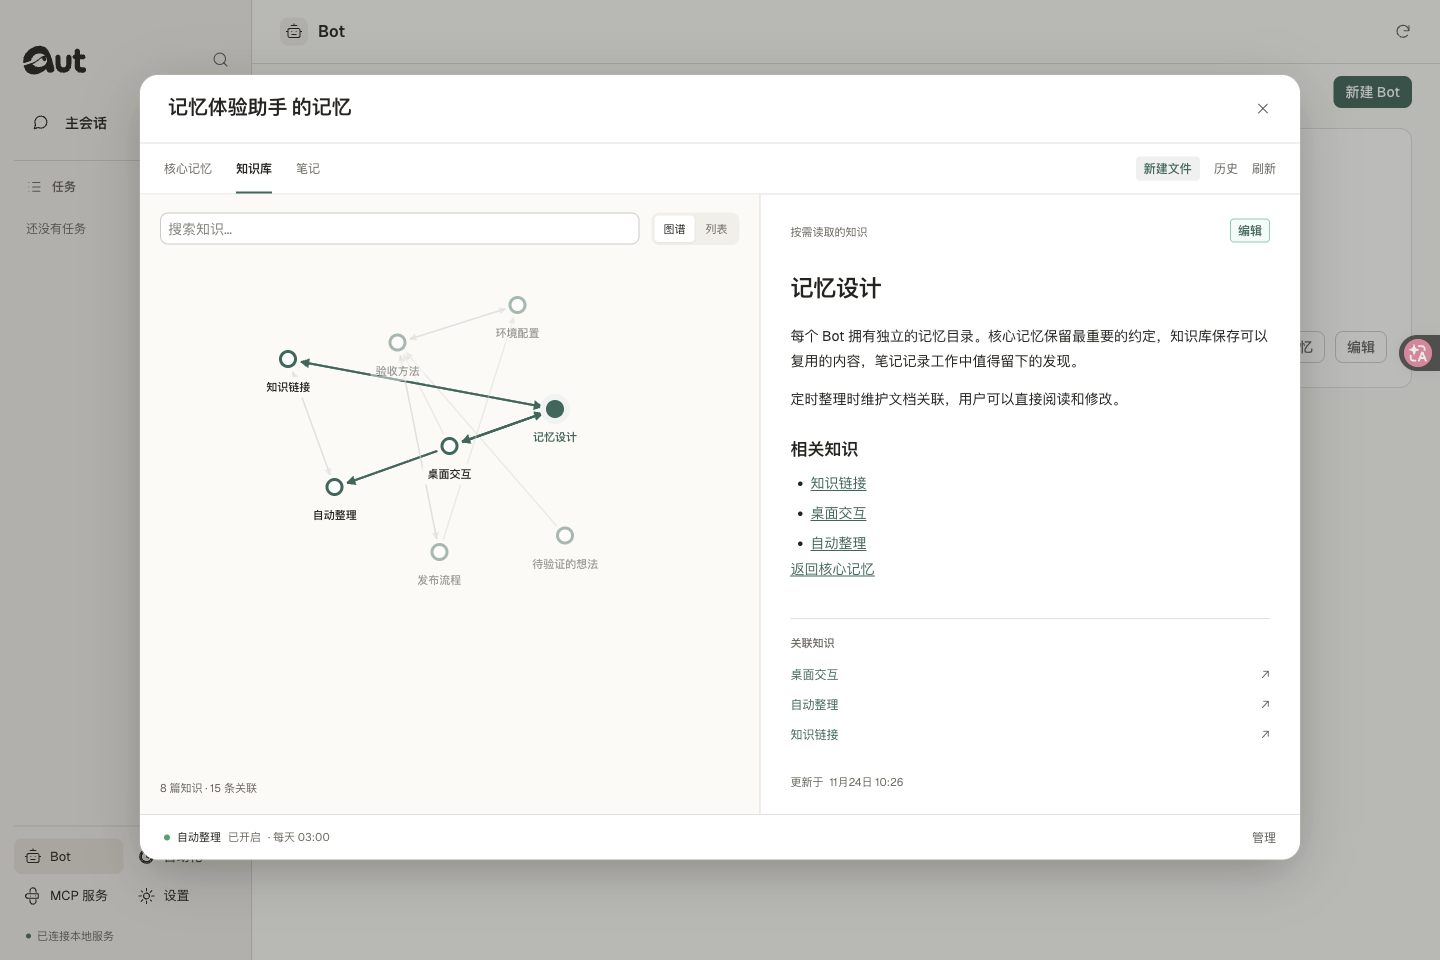 Aut
Bot
新建 Bot
主会话
任务
还没有任务
记忆体验助手 的记忆
核心记忆
知识库
笔记
新建文件
历史
刷新
搜索知识...
图谱
列表
环境配置
验收方法
知识链接
记忆设计
桌面交互
自动整理
发布流程
待验证的想法
8 篇知识 · 15 条关联
按需读取的知识
编辑
记忆设计
每个 Bot 拥有独立的记忆目录。核心记忆保留最重要的约定，知识库保存可以
复用的内容，笔记记录工作中值得留下的发现。
定时整理时维护文档关联，用户可以直接阅读和修改。
相关知识
知识链接
桌面交互
自动整理
返回核心记忆
关联知识
桌面交互
自动整理
知识链接
更新于 11月24日 10:26
自动整理 已开启 · 每天 03:00
管理
忆
编辑
Bot
MCP 服务
设置
已连接本地服务